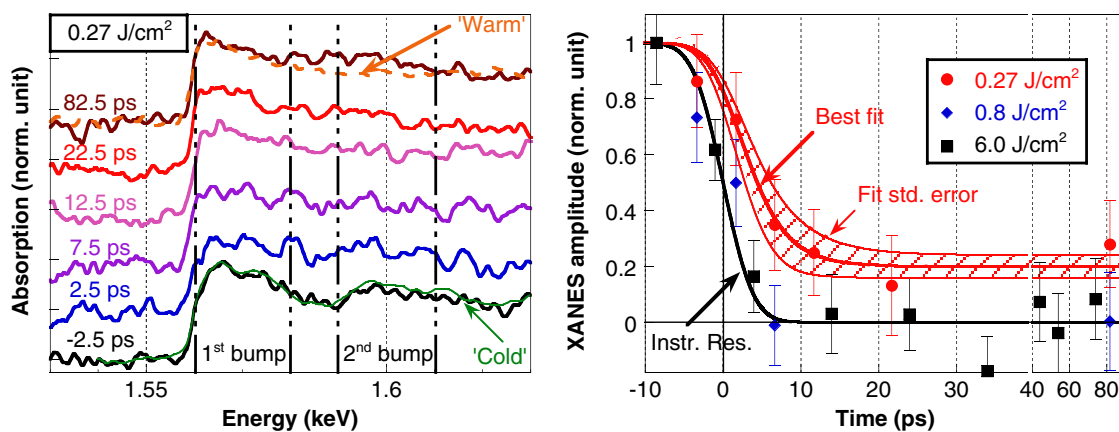 0.27 J/cm²
'Warm'
82.5 ps
22.5 ps
12.5 ps
7.5 ps
2.5 ps
-2.5 ps
1st bump
2nd bump
'Cold'
1.55
1.6
Energy (keV)
Absorption (norm. unit)
XANES amplitude (norm. unit)
1
0.8
0.6
0.4
0.2
0
0.27 J/cm²
0.8 J/cm²
6.0 J/cm²
Best fit
Fit std. error
Instr. Res.
-10 0 10 20 30 40 60 80
Time (ps)